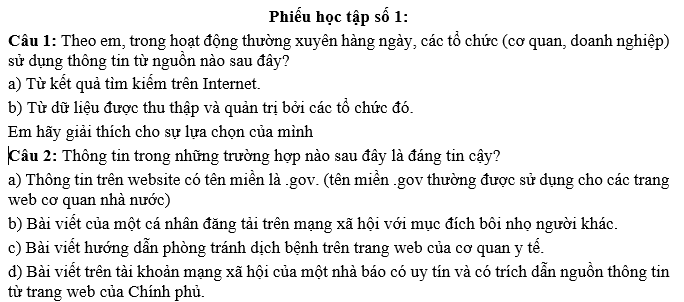 Phiếu học tập số 1:
Câu 1: Theo em, trong hoạt động thường xuyên hàng ngày, các tổ chức (cơ quan, doanh nghiệp)
sử dụng thông tin từ nguồn nào sau đây?
a) Từ kết quả tìm kiếm trên Internet.
b) Từ dữ liệu được thu thập và quản trị bởi các tổ chức đó.
Em hãy giải thích cho sự lựa chọn của mình
Câu 2: Thông tin trong những trường hợp nào sau đây là đáng tin cậy?
a) Thông tin trên website có tên miền là .gov. (tên miền .gov thường được sử dụng cho các trang
web cơ quan nhà nước)
b) Bài viết của một cá nhân đăng tải trên mạng xã hội với mục đích bôi nhọ người khác.
c) Bài viết hướng dẫn phòng tránh dịch bệnh trên trang web của cơ quan y tế.
d) Bài viết trên tài khoản mạng xã hội của một nhà báo có uy tín và có trích dẫn nguồn thông tin
từ trang web của Chính phủ.